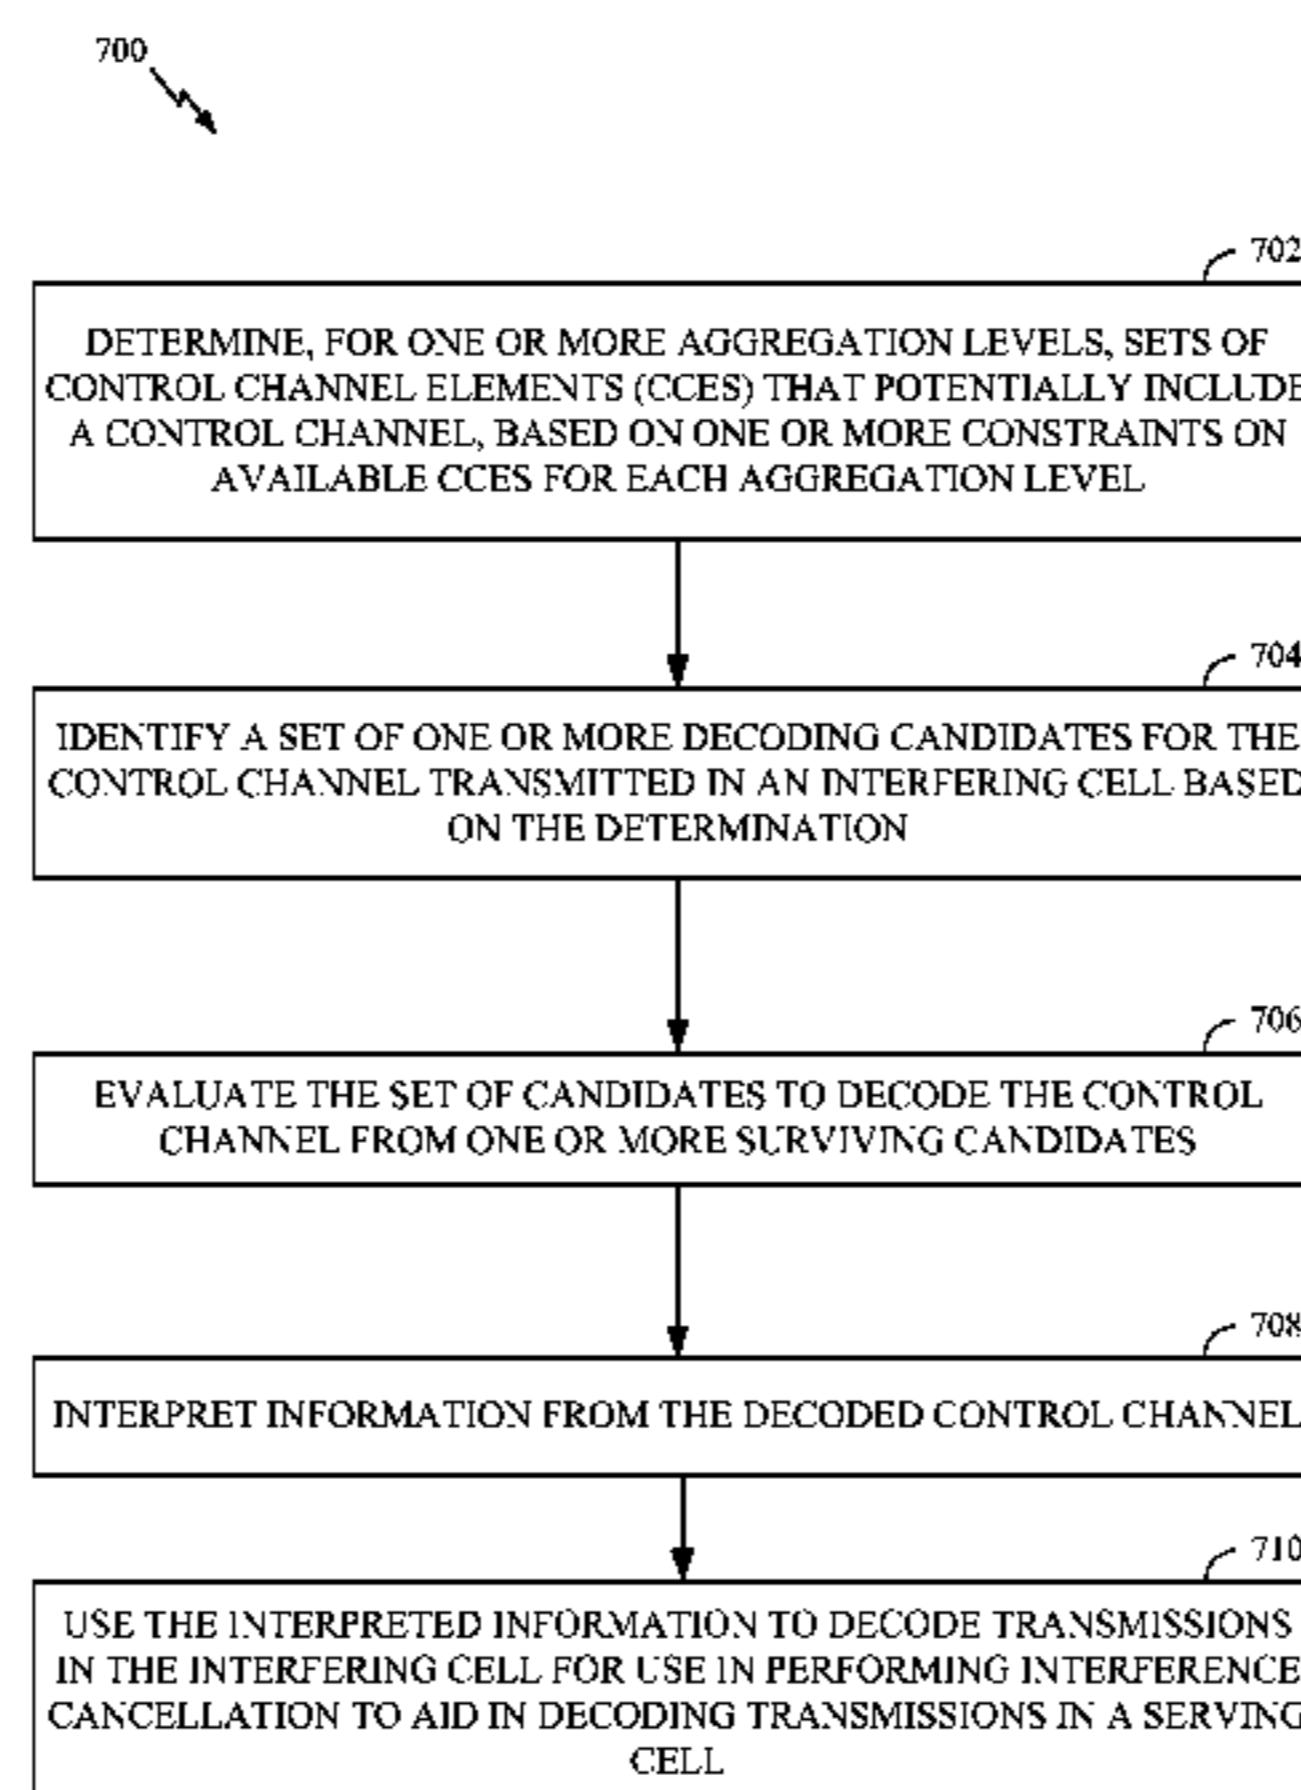 700
702
DETERMINE, FOR ONE OR MORE AGGREGATION LEVELS, SETS OF
CONTROL CHANNEL ELEMENTS (CCES) THAT POTENTIALLY INCLUDE
A CONTROL CHANNEL, BASED ON ONE OR MORE CONSTRAINTS ON
AVAILABLE CCES FOR EACH AGGREGATION LEVEL
704
IDENTIFY A SET OF ONE OR MORE DECODING CANDIDATES FOR THE
CONTROL CHANNEL TRANSMITTED IN AN INTERFERING CELL BASED
ON THE DETERMINATION
706
EVALUATE THE SET OF CANDIDATES TO DECODE THE CONTROL
CHANNEL FROM ONE OR MORE SURVIVING CANDIDATES
708
INTERPRET INFORMATION FROM THE DECODED CONTROL CHANNEL
710
USE THE INTERPRETED INFORMATION TO DECODE TRANSMISSIONS
IN THE INTERFERING CELL FOR USE IN PERFORMING INTERFERENCE
CANCELLATION TO AID IN DECODING TRANSMISSIONS IN A SERVING
CELL